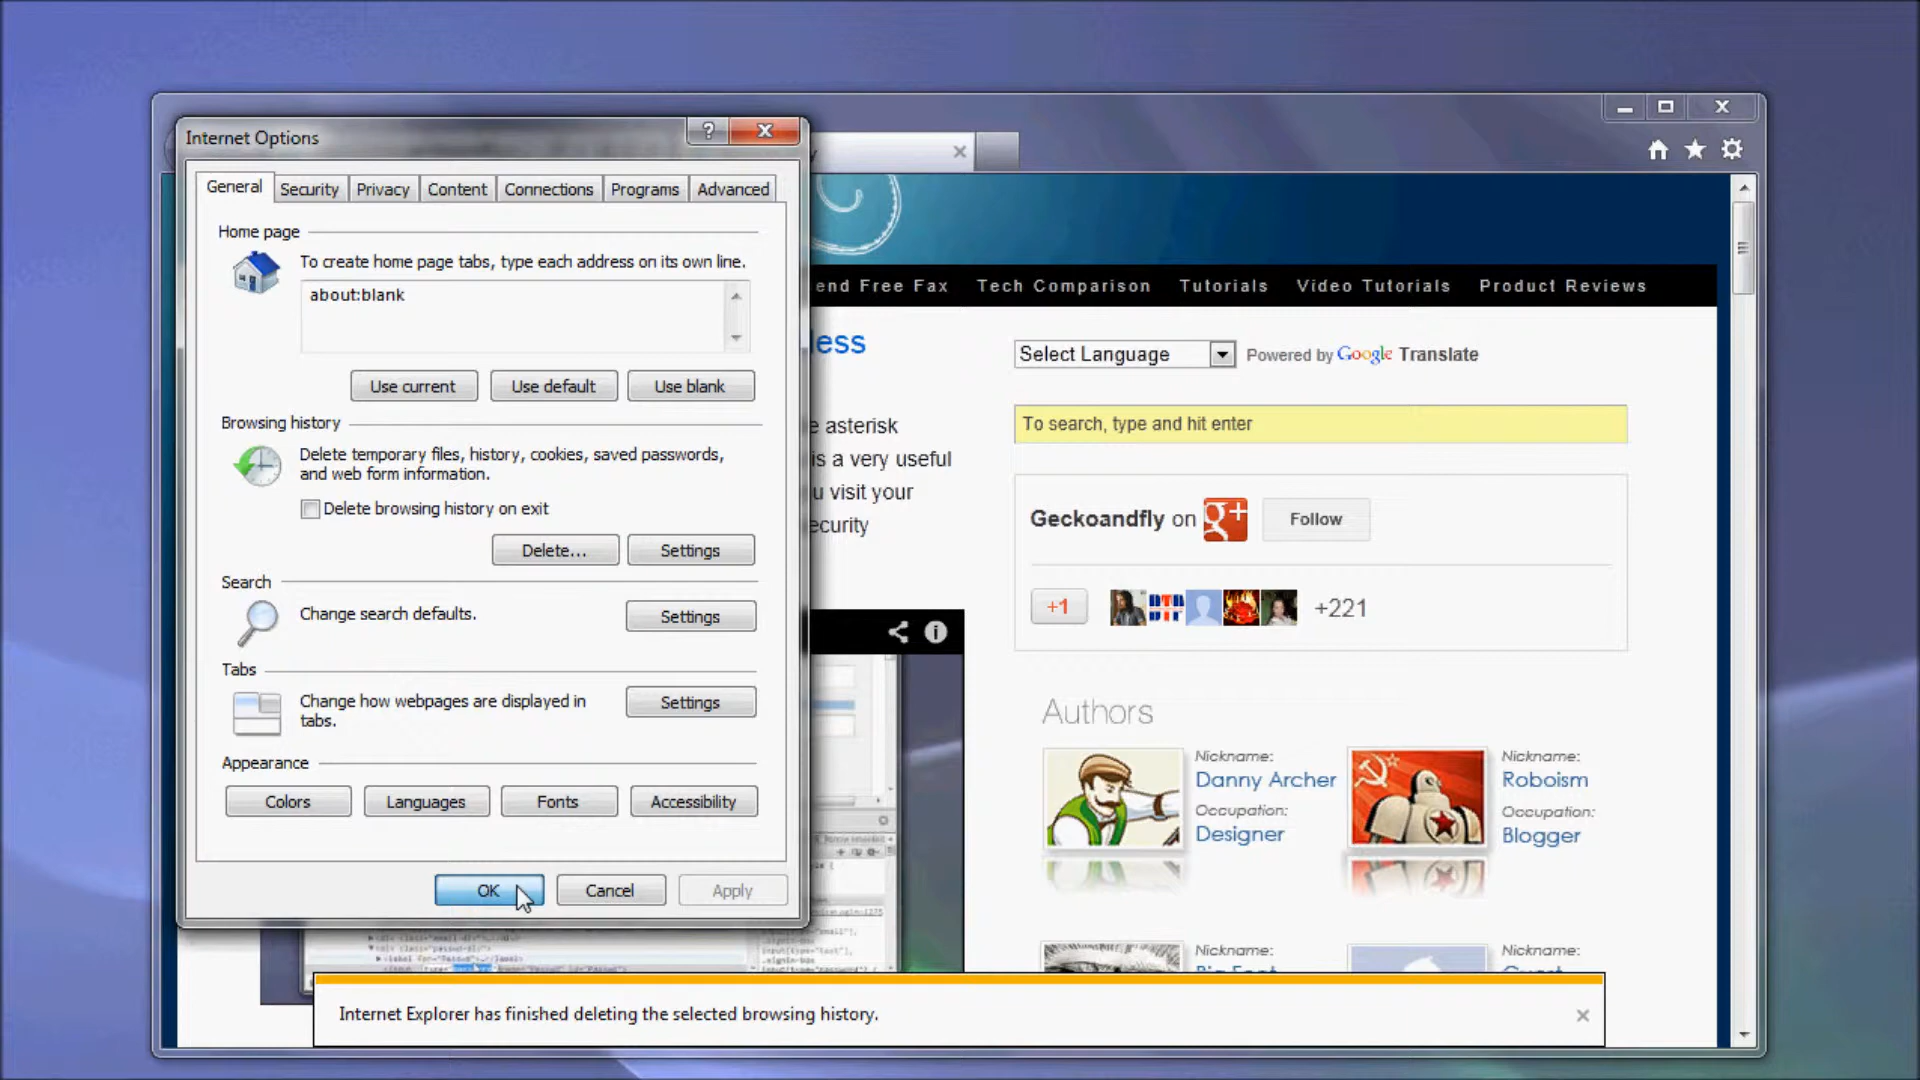 Internet Options
General Security Privacy Content Connections Programs Advanced
Home page
To create home page tabs, type each address on its own line.
about:blank
Use current Use default Use blank
Browsing history
Delete temporary files, history, cookies, saved passwords,
and web form information.
Delete browsing history on exit
Delete... Settings
Search
Change search defaults.
Settings
Tabs
Change how webpages are displayed in
tabs.
Settings
Appearance
Colors Languages Fonts Accessibility
OK Cancel Apply
end Free Fax Tech Comparison Tutorials Video Tutorials Product Reviews
less
e asterisk
is a very useful
u visit your
ecurity
Select Language
Powered by Google Translate
To search, type and hit enter
Geckoandfly on g+ Follow
+1 +221
Authors
Nickname:
Danny Archer
Occupation:
Designer
Nickname:
Roboism
Occupation:
Blogger
Nickname:
Big Foot
Nickname:
Guest
Internet Explorer has finished deleting the selected browsing history.